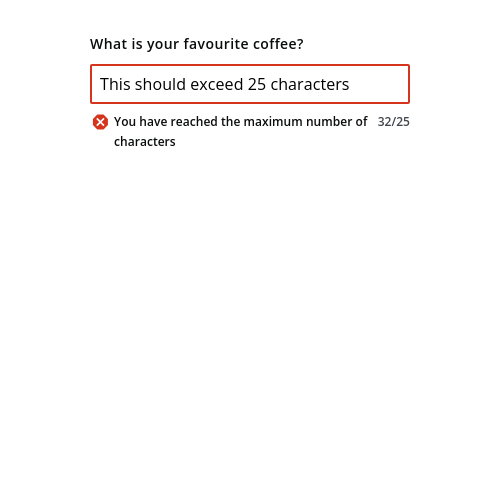 What is your favourite coffee?
This should exceed 25 characters
You have reached the maximum number of 32/25
characters